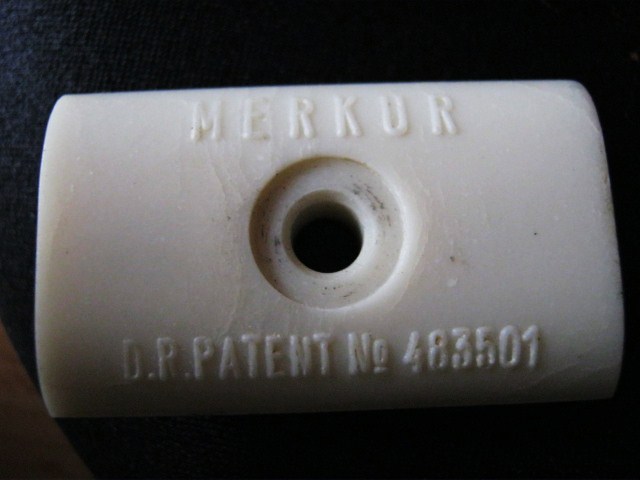 MERKUR
D.R.PATENT No 483501